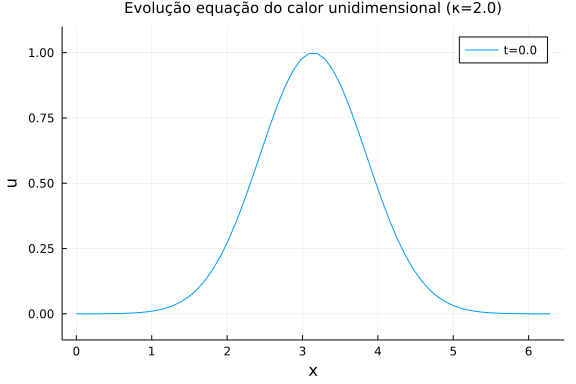 Evolução equação do calor unidimensional (κ=2.0)
t=0.0
1.00
0.75
u
0.50
0.25
0.00
0 1 2 3 4 5 6
x